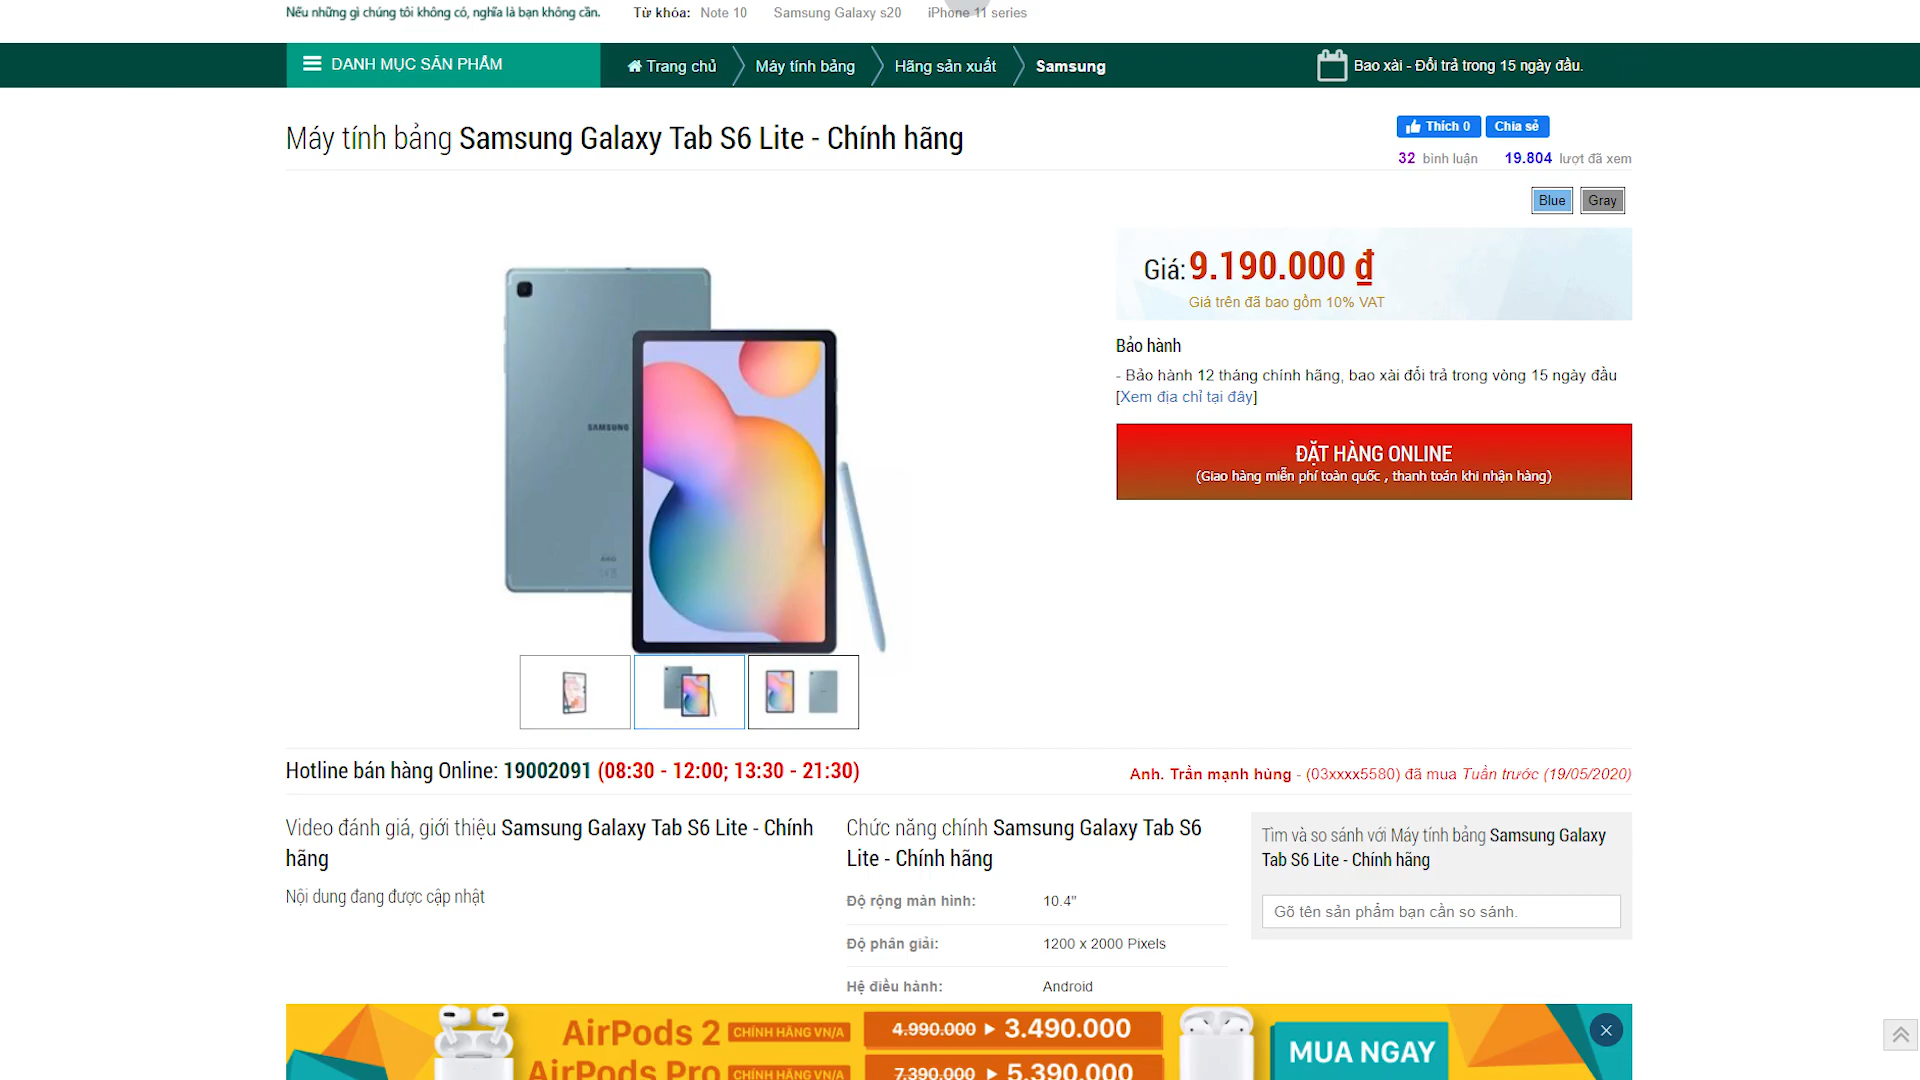 Nếu những gì chúng tôi không có, nghĩa là bạn không cần.
Từ khóa: Note 10 Samsung Galaxy s20 iPhone 11 series
DANH MỤC SẢN PHẨM
Trang chủ Máy tính bảng Hãng sản xuất Samsung
Bao xài - Đổi trả trong 15 ngày đầu.
Máy tính bảng Samsung Galaxy Tab S6 Lite - Chính hãng
Thích 0 Chia sẻ
32 bình luận 19.804 lượt đã xem
Blue Gray
Giá: 9.190.000 ₫
Giá trên đã bao gồm 10% VAT
Bảo hành
- Bảo hành 12 tháng chính hãng, bao xài đổi trả trong vòng 15 ngày đầu
[Xem địa chỉ tại đây]
ĐẶT HÀNG ONLINE
(Giao hàng miễn phí toàn quốc , thanh toán khi nhận hàng)
SAMSUNG
AKG
Hotline bán hàng Online: 19002091 (08:30 - 12:00; 13:30 - 21:30)
Anh. Trần mạnh hùng - (03xxxx5580) đã mua Tuần trước (19/05/2020)
Video đánh giá, giới thiệu Samsung Galaxy Tab S6 Lite - Chính
hãng
Nội dung đang được cập nhật
Chức năng chính Samsung Galaxy Tab S6
Lite - Chính hãng
Độ rộng màn hình: 10.4"
Độ phân giải: 1200 x 2000 Pixels
Hệ điều hành: Android
Tìm và so sánh với Máy tính bảng Samsung Galaxy
Tab S6 Lite - Chính hãng
Gõ tên sản phẩm bạn cần so sánh.
AirPods 2 CHÍNH HÃNG VN/A 4.990.000 ▶ 3.490.000
AirPods Pro CHÍNH HÃNG VN/A 7.390.000 ▶ 5.390.000
MUA NGAY